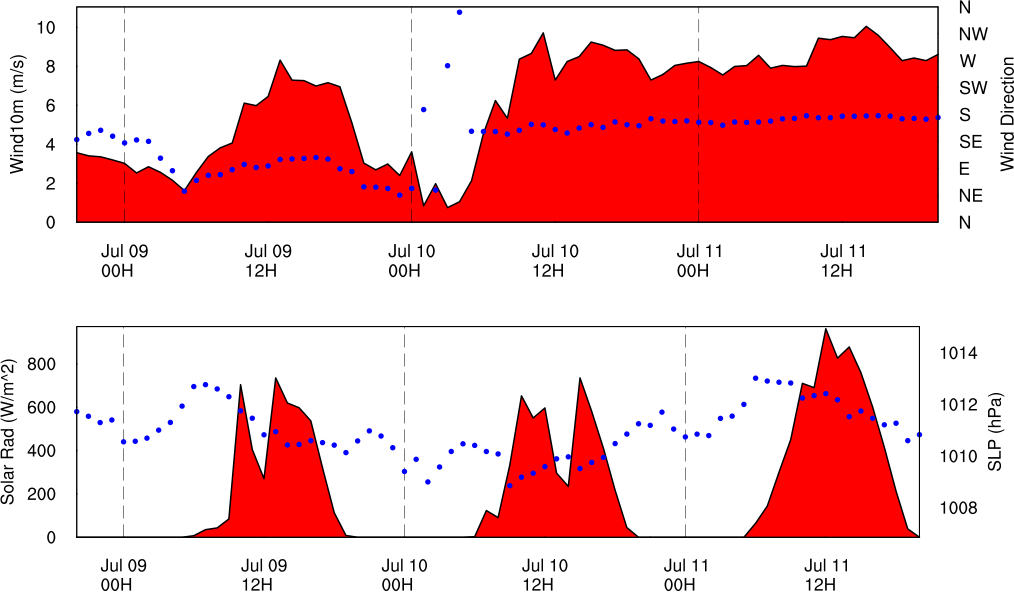 10
8
6
4
2
0
Wind10m (m/s)
N
NW
W
SW
S
SE
E
NE
N
Wind Direction
Jul 09
00H
Jul 09
12H
Jul 10
00H
Jul 10
12H
Jul 11
00H
Jul 11
12H
800
600
400
200
0
Solar Rad (W/m^2)
1014
1012
1010
1008
SLP (hPa)
Jul 09
00H
Jul 09
12H
Jul 10
00H
Jul 10
12H
Jul 11
00H
Jul 11
12H